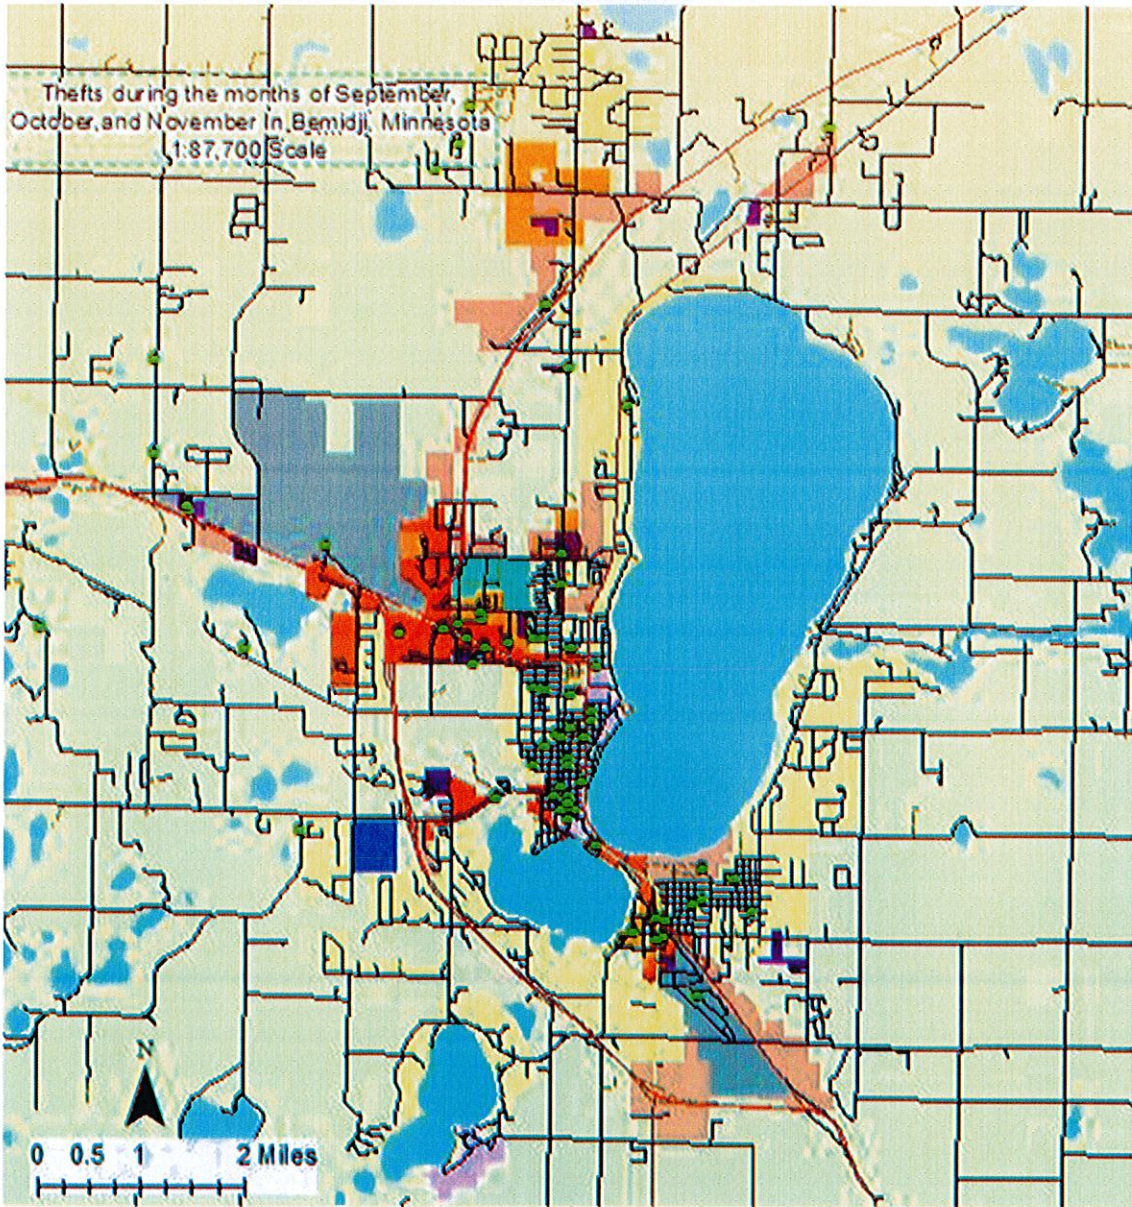 Thefts during the months of September,
October,and November In Bemidji, Minnesota
1:87,700 Scale
N
0 0.5 1 2 Miles